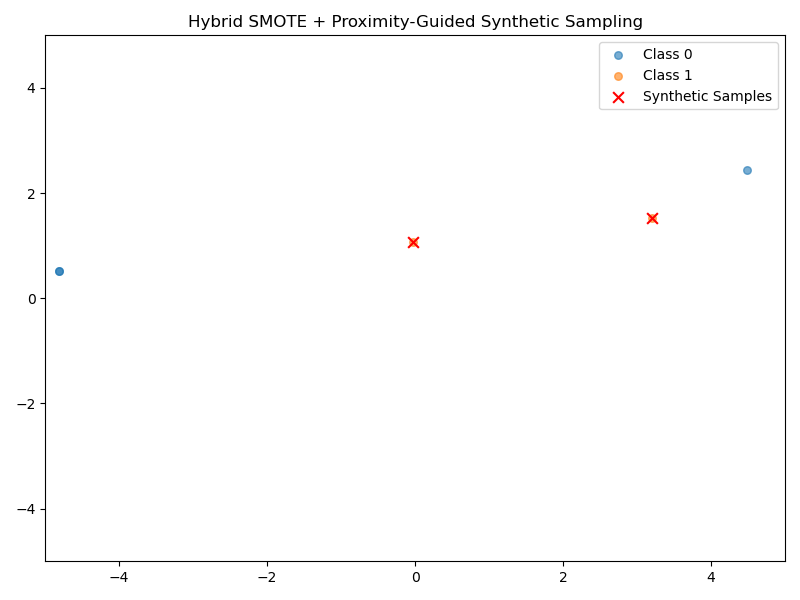 Hybrid SMOTE + Proximity-Guided Synthetic Sampling
Class 0
Class 1
Synthetic Samples
4
2
0
−2
−4
−4
−2
0
2
4